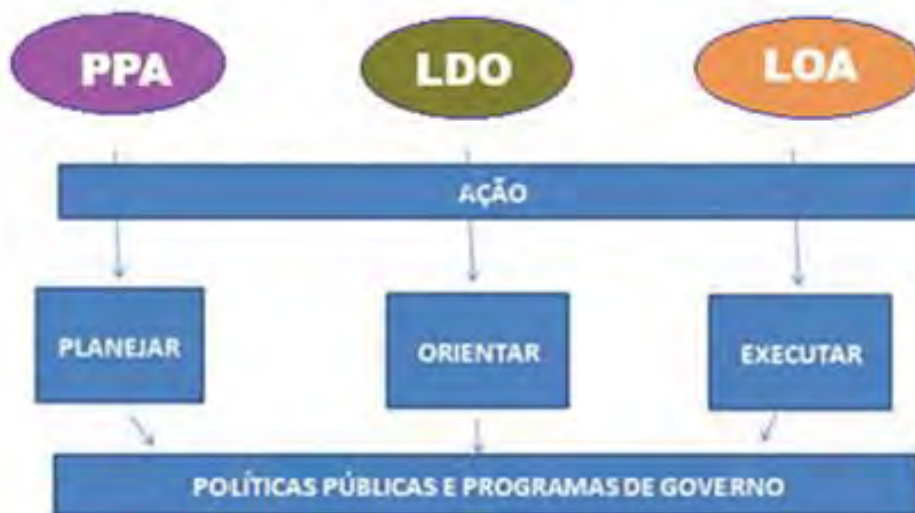 PPA
LDO
LOA
AÇÃO
PLANEJAR
ORIENTAR
EXECUTAR
POLÍTICAS PÚBLICAS E PROGRAMAS DE GOVERNO